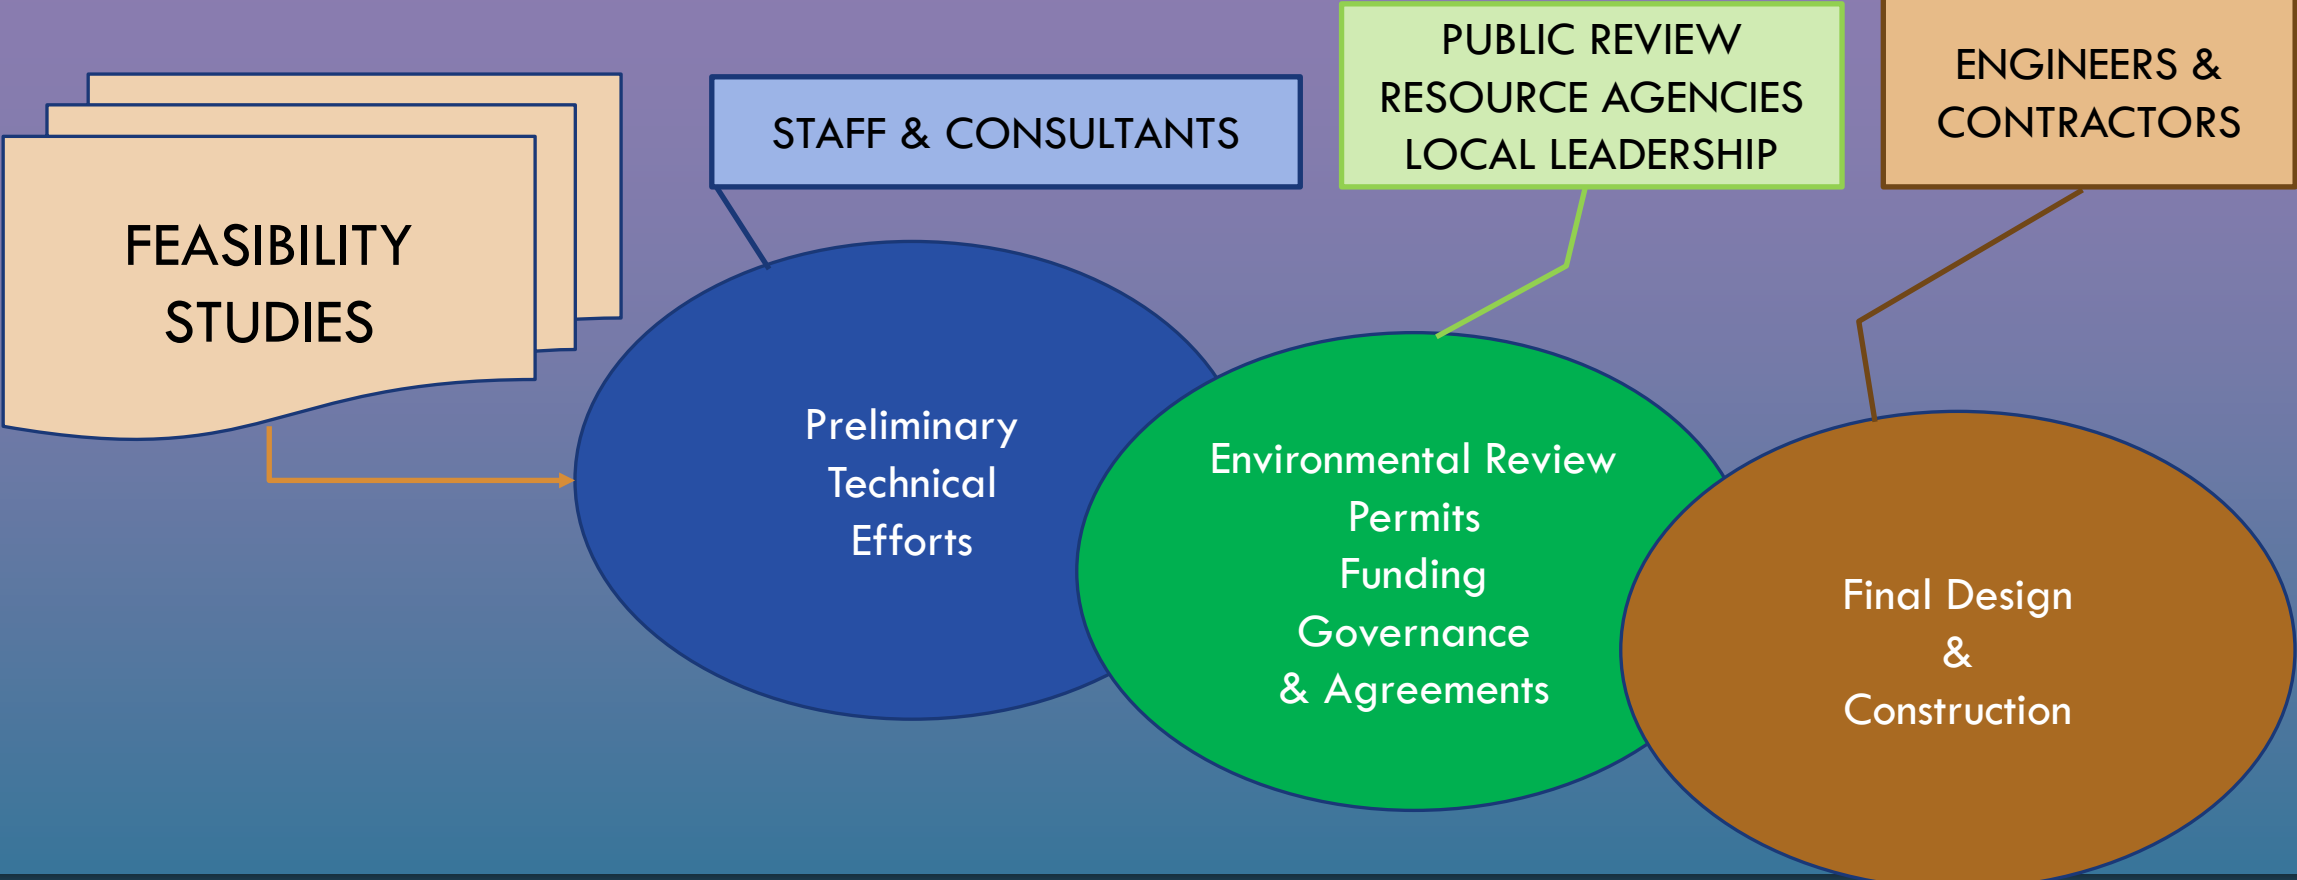 FEASIBILITY
STUDIES
STAFF & CONSULTANTS
PUBLIC REVIEW
RESOURCE AGENCIES
LOCAL LEADERSHIP
ENGINEERS &
CONTRACTORS
Preliminary
Technical
Efforts
Environmental Review
Permits
Funding
Governance
& Agreements
Final Design
&
Construction